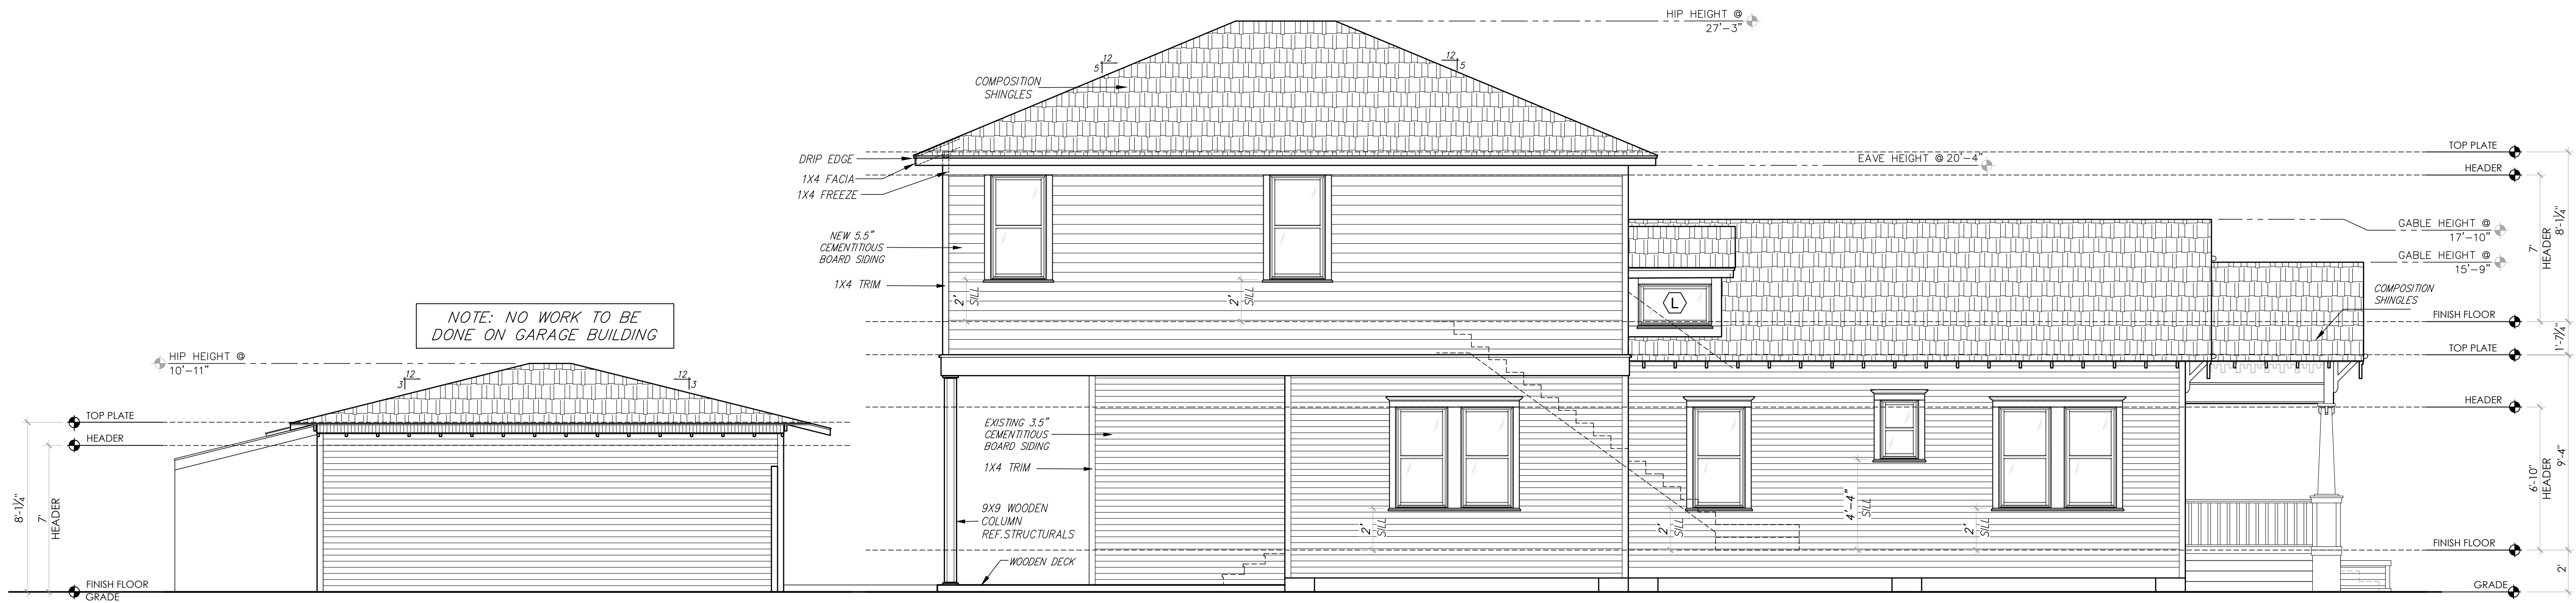 HIP HEIGHT @
27'-3"
12
5
12
5
COMPOSITION
SHINGLES
DRIP EDGE
1X4 FACIA
1X4 FREEZE
EAVE HEIGHT @ 20'-4"
TOP PLATE
HEADER
NEW 5.5"
CEMENTITIOUS
BOARD SIDING
1X4 TRIM
2'
SILL
2'
SILL
L
GABLE HEIGHT @
17'-10"
GABLE HEIGHT @
15'-9"
7'
HEADER
8'-1¼"
COMPOSITION
SHINGLES
FINISH FLOOR
1'-7¼"
TOP PLATE
NOTE: NO WORK TO BE
DONE ON GARAGE BUILDING
HIP HEIGHT @
10'-11"
12
3
12
3
TOP PLATE
HEADER
8'-1¼"
7'
HEADER
FINISH FLOOR
GRADE
EXISTING 3.5"
CEMENTITIOUS
BOARD SIDING
1X4 TRIM
9X9 WOODEN
COLUMN
REF.STRUCTURALS
WOODEN DECK
2'
SILL
2'
SILL
4'-4"
SILL
2'
SILL
HEADER
6'-10"
HEADER
9'-4"
FINISH FLOOR
2'
GRADE